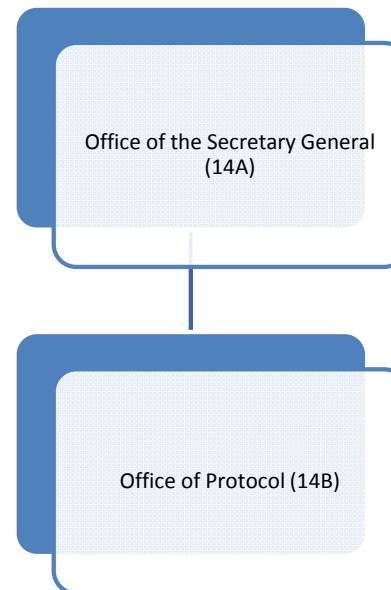 Office of the Secretary General
(14A)
Office of Protocol (14B)